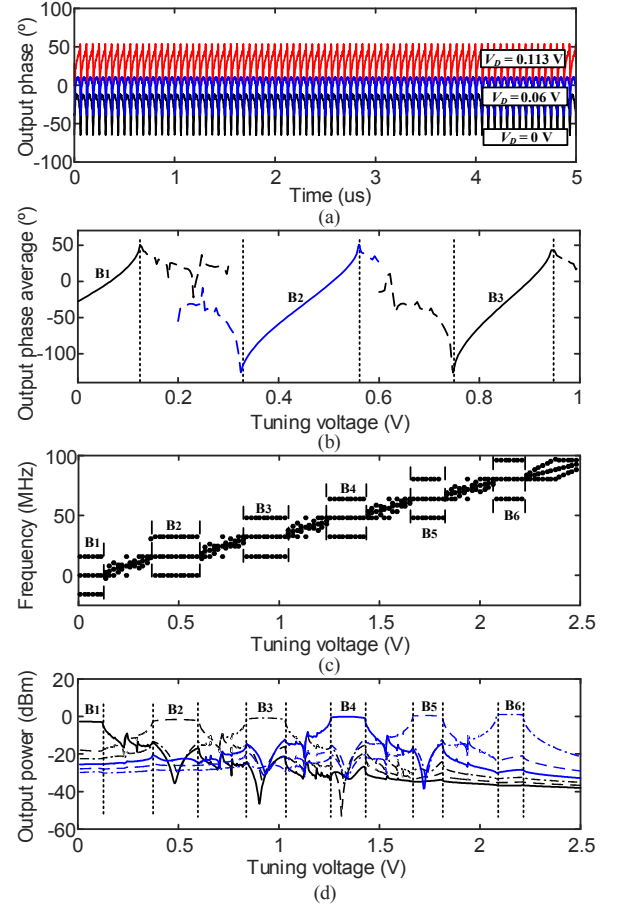 Output phase (º)
100
50
0
-50
-100
V_D = 0.113 V
V_D = 0.06 V
V_D = 0 V
0 1 2 3 4 5
Time (us)
(a)
Output phase average (º)
50
0
-50
-100
B1
B2
B3
0 0.2 0.4 0.6 0.8 1
Tuning voltage (V)
(b)
Frequency (MHz)
100
50
0
B1
B2
B3
B4
B5
B6
0 0.5 1 1.5 2 2.5
Tuning voltage (V)
(c)
Output power (dBm)
20
0
-20
-40
-60
B1 B2 B3 B4 B5 B6
0 0.5 1 1.5 2 2.5
Tuning voltage (V)
(d)